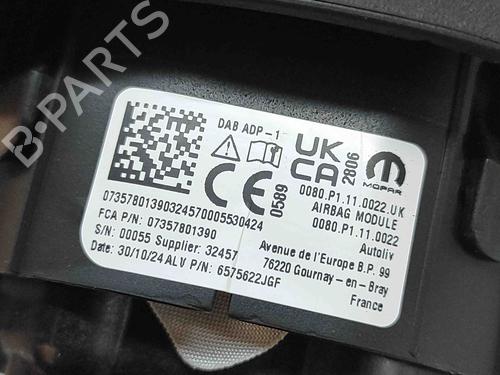 DAB ADP-1
UK
CA
0589
2806
MOPAR
CE
07357801390324570005530424
FCA P/N: 07357801390
S/N: 00055 Supplier: 32457
Date: 30/10/24 ALV P/N: 6575622JGF
0080.P1.11.0022.UK
AIRBAG MODULE
0080.P1.11.0022
Autoliv
Avenue de l'Europe B.P. 99
76220 Gournay-en-Bray
France
B-PARTS